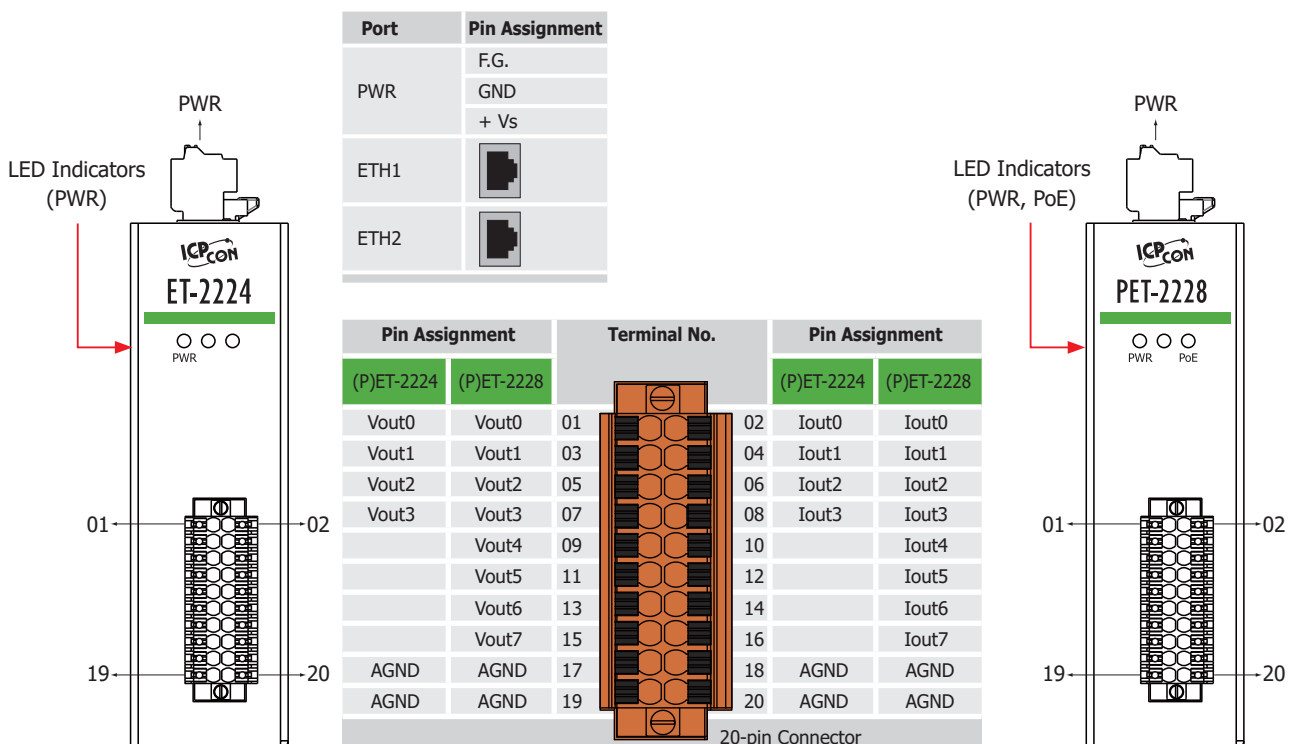 Port Pin Assignment
PWR
F.G.
GND
+ Vs
ETH1
ETH2
PWR
LED Indicators
(PWR)
ICP CON
ET-2224
PWR
01
02
19
20
Pin Assignment Terminal No. Pin Assignment
(P)ET-2224 (P)ET-2228 (P)ET-2224 (P)ET-2228
Vout0 Vout0 01 02 Iout0 Iout0
Vout1 Vout1 03 04 Iout1 Iout1
Vout2 Vout2 05 06 Iout2 Iout2
Vout3 Vout3 07 08 Iout3 Iout3
Vout4 09 10 Iout4
Vout5 11 12 Iout5
Vout6 13 14 Iout6
Vout7 15 16 Iout7
AGND AGND 17 18 AGND AGND
AGND AGND 19 20 AGND AGND
20-pin Connector
PWR
LED Indicators
(PWR, PoE)
ICP CON
PET-2228
PWR PoE
01
02
19
20